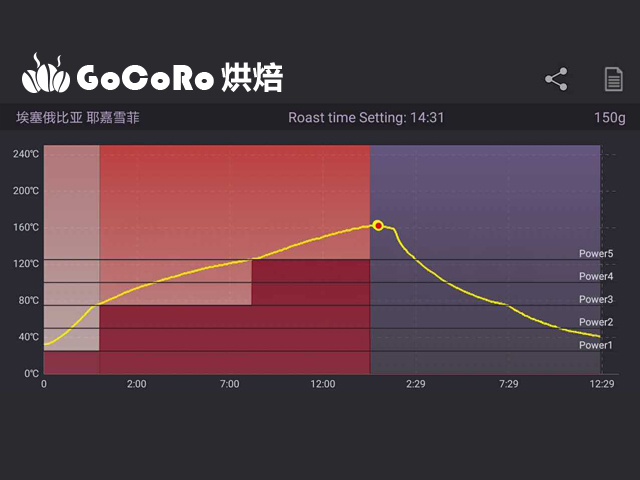 GoCoRo 烘焙
埃塞俄比亚 耶嘉雪菲 Roast time Setting: 14:31 150g
240℃
200℃
160℃
Power5
120℃
Power4
80℃
Power3
Power2
40℃
Power1
0℃
0 2:00 7:00 12:00 2:29 7:29 12:29